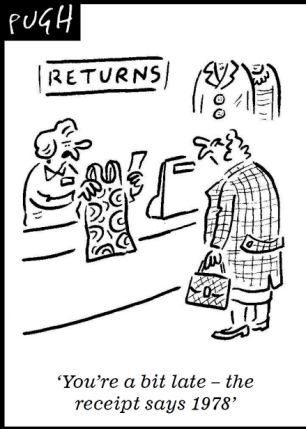 PUGH
RETURNS
‘You’re a bit late – the
receipt says 1978’